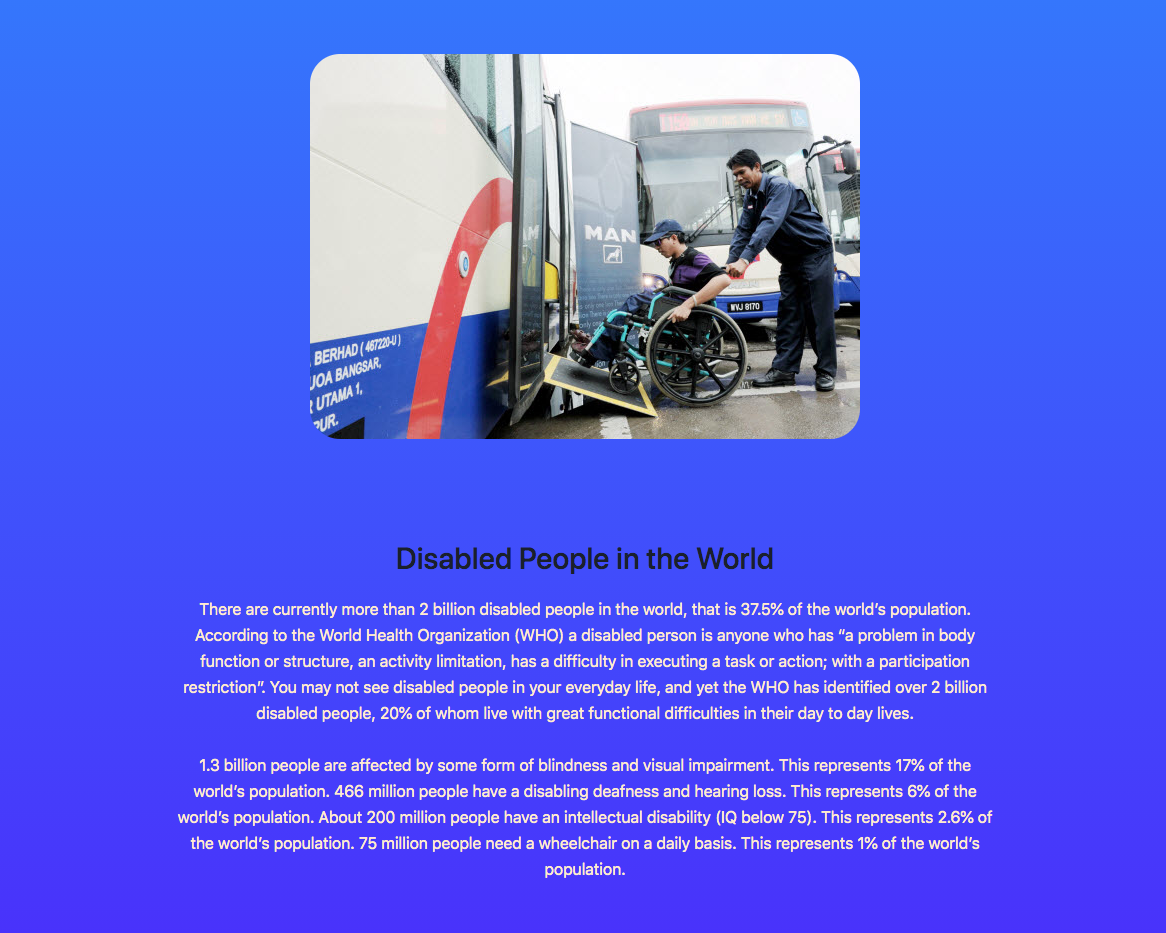 MAN
WVJ 8170
BERHAD ( 467220-U )
JOA BANGSAR,
UTAMA 1,
PUR.
Disabled People in the World
There are currently more than 2 billion disabled people in the world, that is 37.5% of the world’s population.
According to the World Health Organization (WHO) a disabled person is anyone who has “a problem in body
function or structure, an activity limitation, has a difficulty in executing a task or action; with a participation
restriction”. You may not see disabled people in your everyday life, and yet the WHO has identified over 2 billion
disabled people, 20% of whom live with great functional difficulties in their day to day lives.
1.3 billion people are affected by some form of blindness and visual impairment. This represents 17% of the
world’s population. 466 million people have a disabling deafness and hearing loss. This represents 6% of the
world’s population. About 200 million people have an intellectual disability (IQ below 75). This represents 2.6% of
the world’s population. 75 million people need a wheelchair on a daily basis. This represents 1% of the world’s
population.